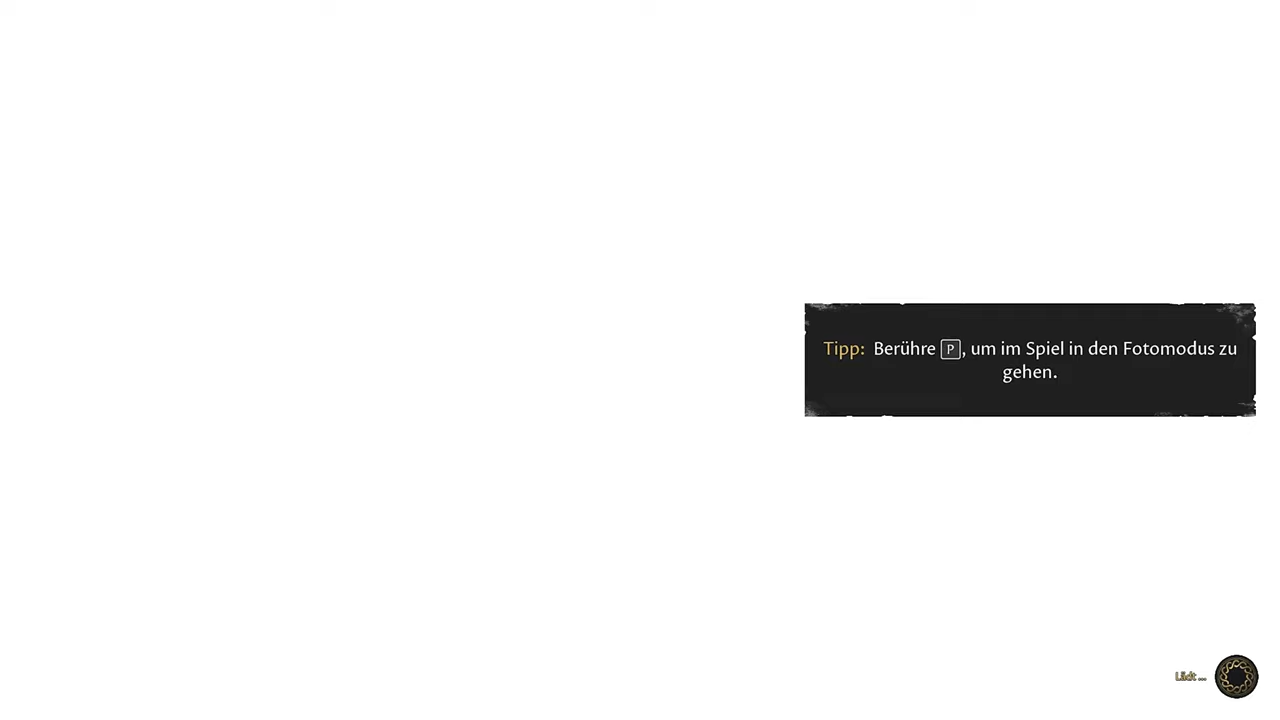 Tipp: Berühre P, um im Spiel in den Fotomodus zu
gehen.
Lädt ...